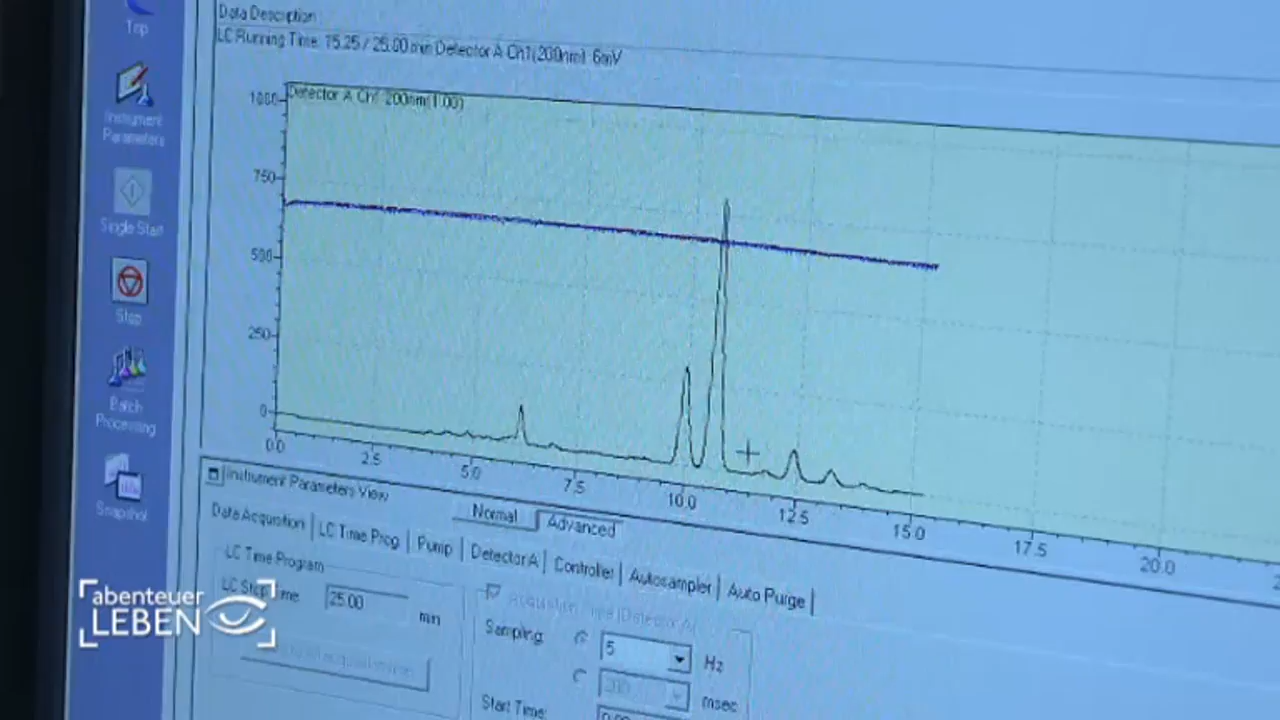 Top
Instrument
Parameters
Single Start
Stop
Batch
Processing
Snapshot
Data Description
LC Running Time: 15.25 / 25.00 min Detector A Ch1(200nm): 6mV
Detector A Ch1 200nm(1.00)
1000
750
500
250
0
0.0 2.5 5.0 7.5 10.0 12.5 15.0 17.5 20.0
Instrument Parameters View
Normal Advanced
Data Acquisition LC Time Prog Pump Detector A Controller Autosampler Auto Purge
LC Time Program
LC Stop Time 25.00 min
Sampling: 5 Hz
msec
Start Time:
abenteuer
LEBEN